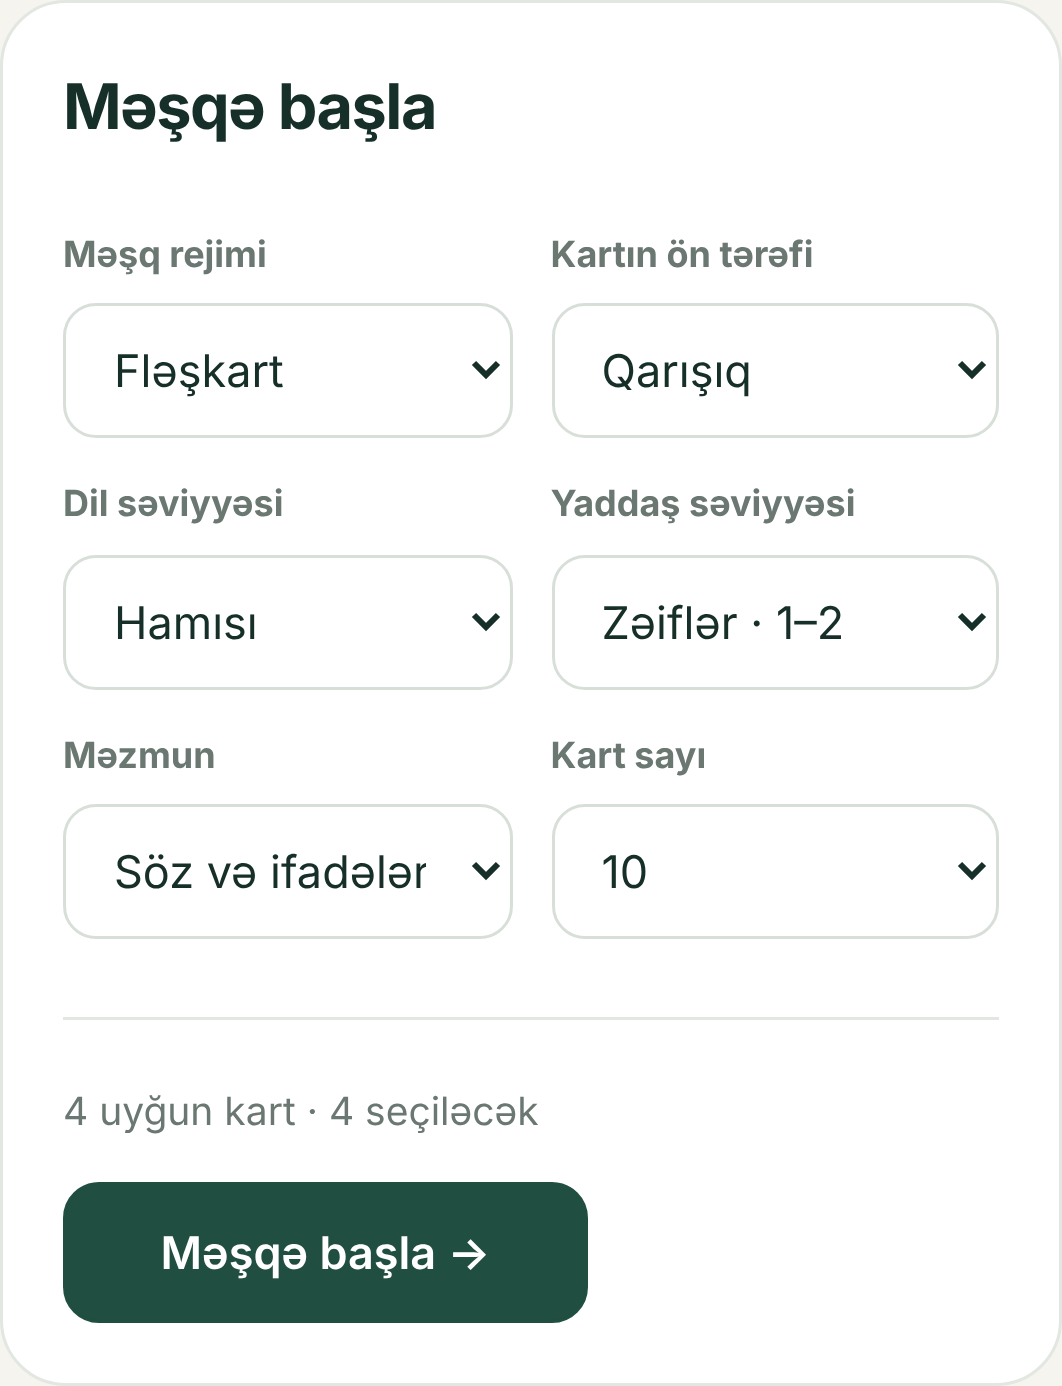 Məşqə başla
Məşq rejimi
Kartın ön tərəfi
Fləşkart
Qarışıq
Dil səviyyəsi
Yaddaş səviyyəsi
Hamısı
Zəiflər · 1–2
Məzmun
Kart sayı
Söz və ifadələr
10
4 uyğun kart · 4 seçiləcək
Məşqə başla →